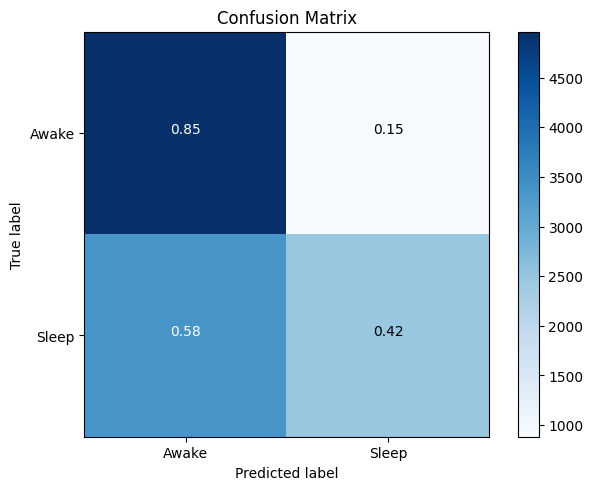 Confusion Matrix
True label
Awake
0.85
0.15
Sleep
0.58
0.42
Awake
Sleep
Predicted label
4500
4000
3500
3000
2500
2000
1500
1000